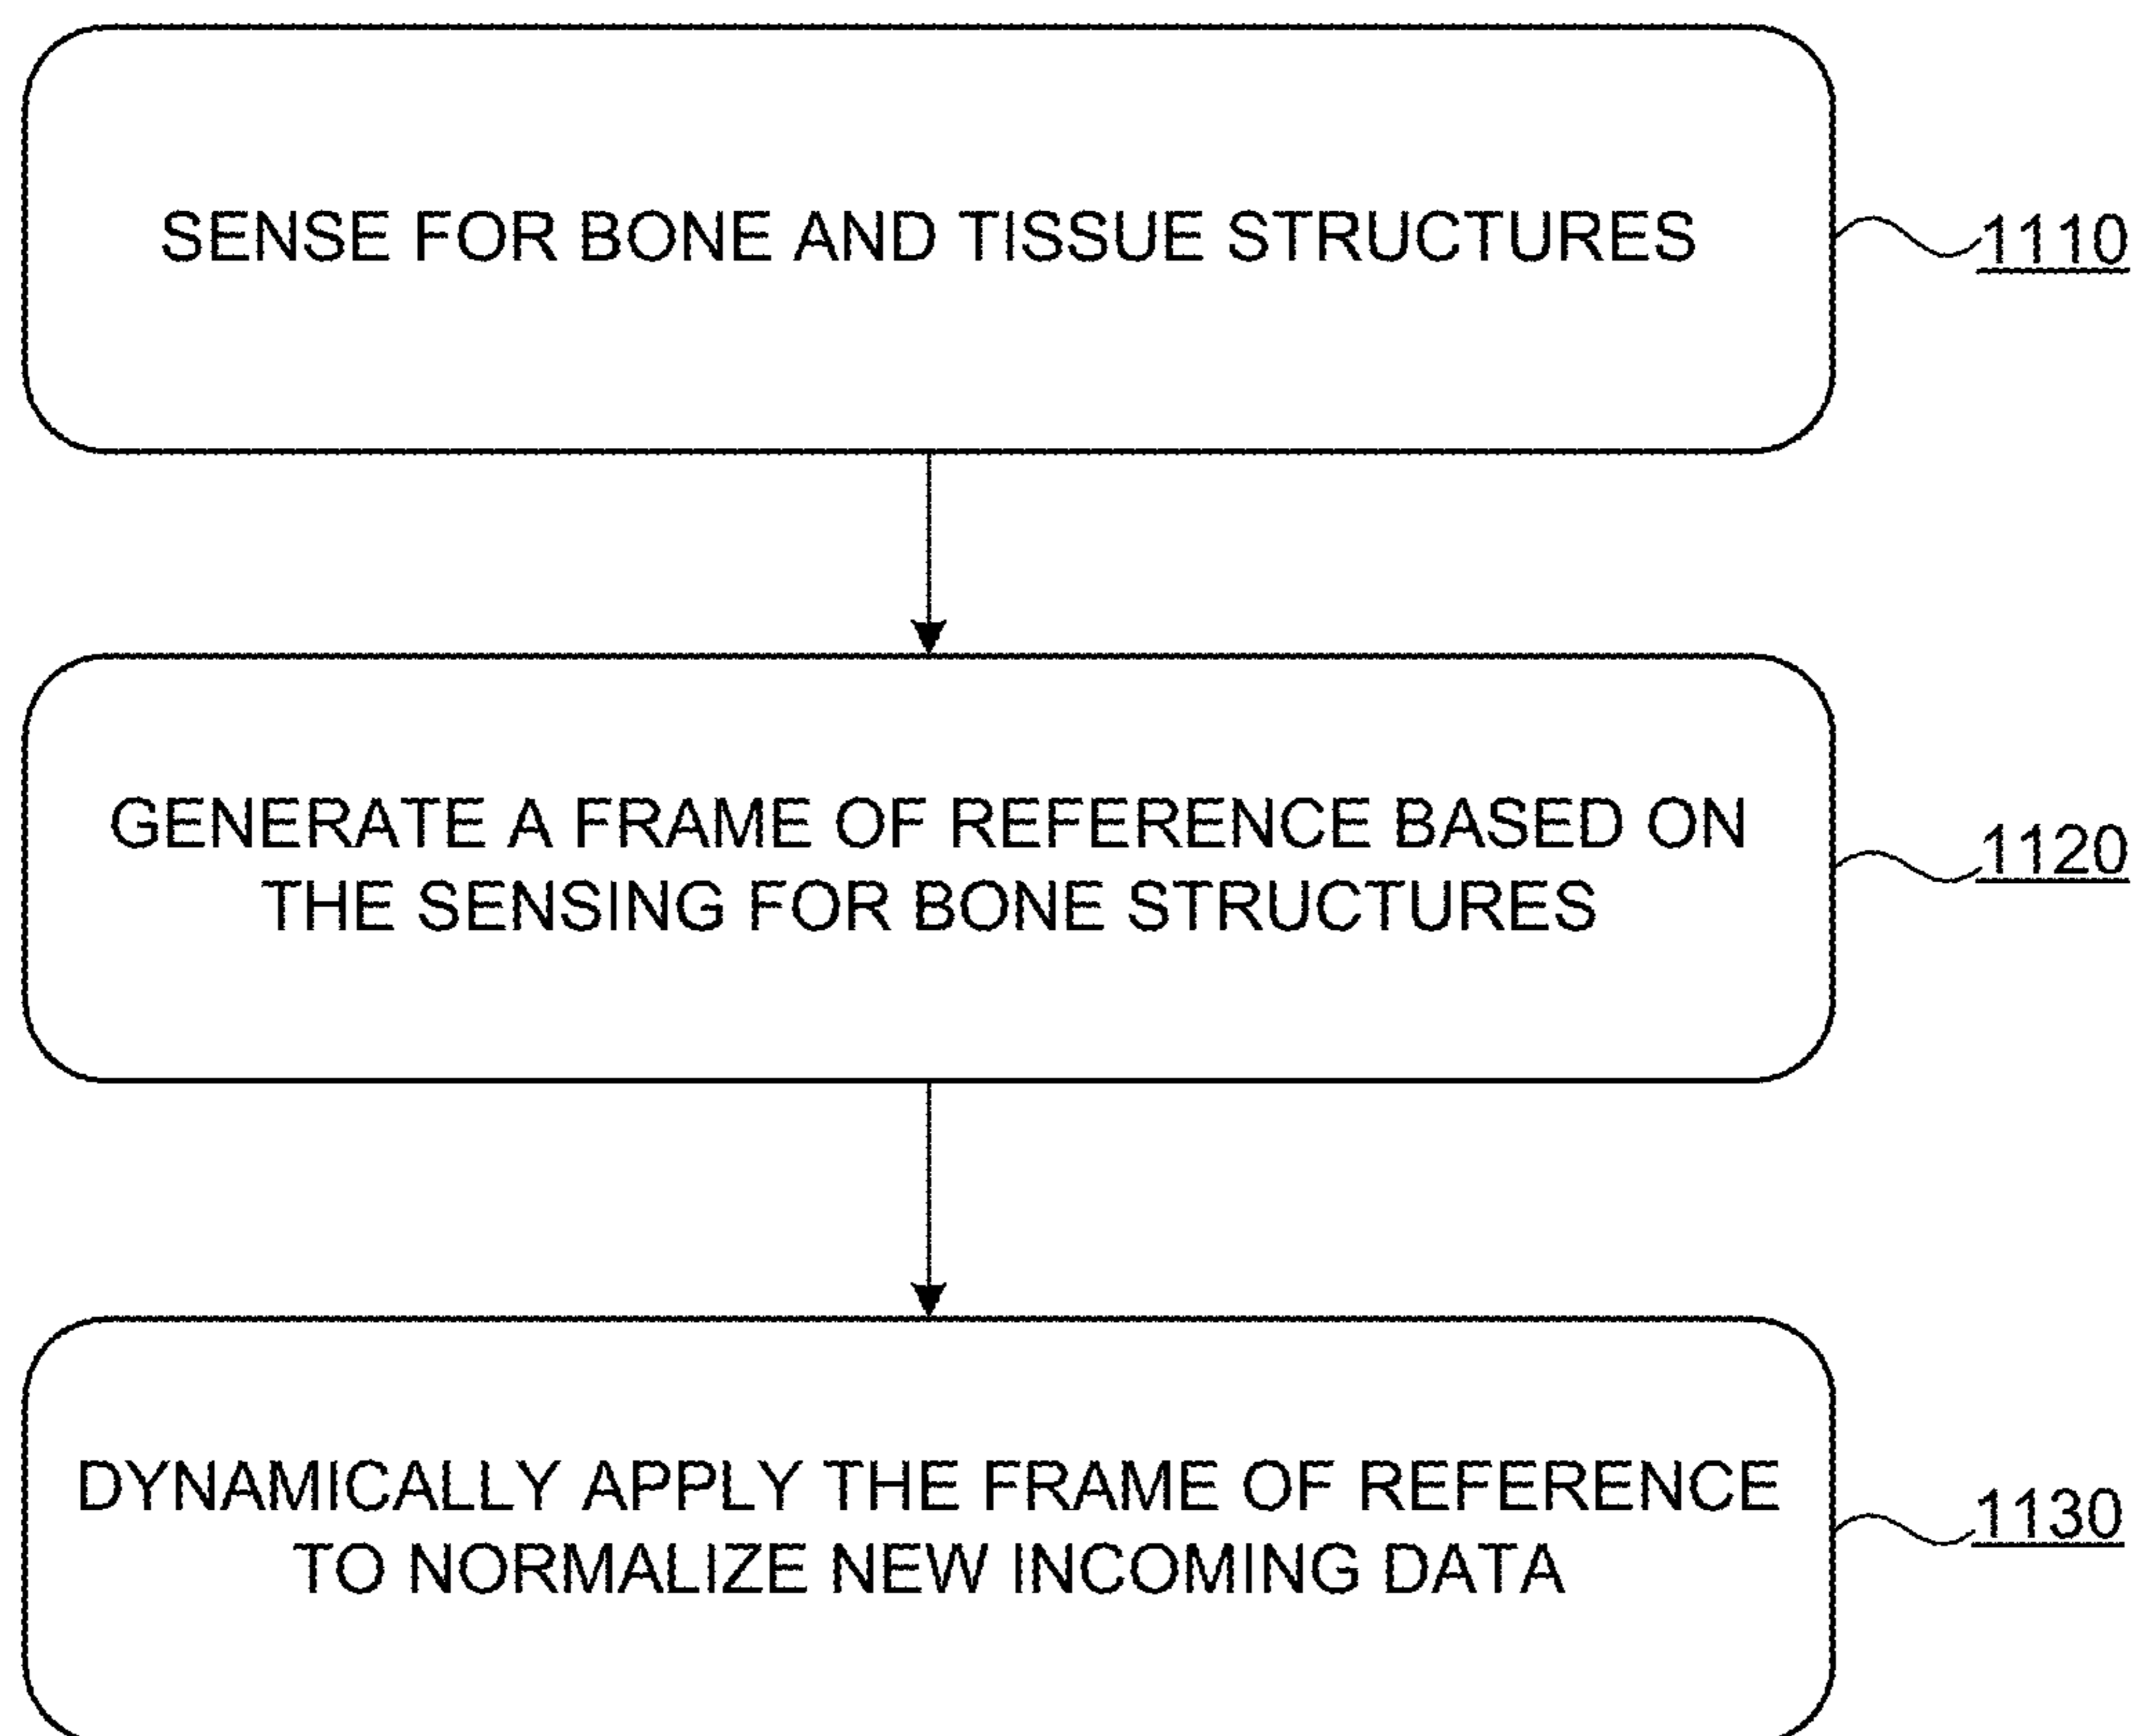 SENSE FOR BONE AND TISSUE STRUCTURES
1110
GENERATE A FRAME OF REFERENCE BASED ON
THE SENSING FOR BONE STRUCTURES
1120
DYNAMICALLY APPLY THE FRAME OF REFERENCE
TO NORMALIZE NEW INCOMING DATA
1130